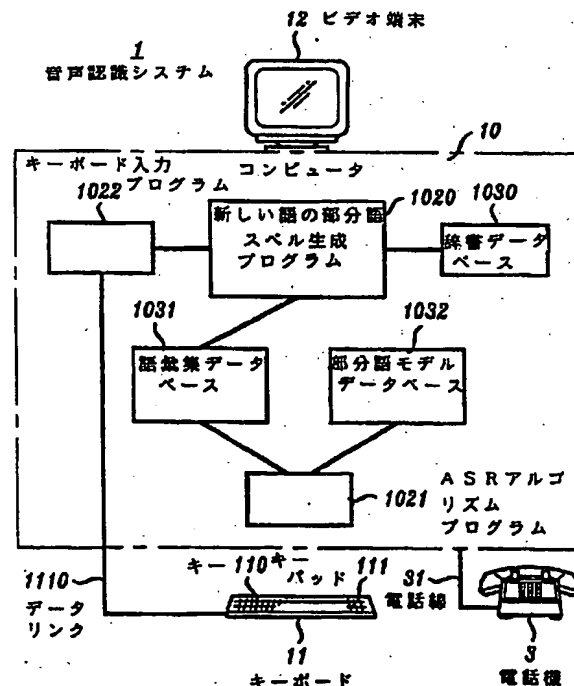 12 ビデオ端末
1
音声認識システム
10
キーボード入力
プログラム
コンピュータ
1022
新しい語の部分語
スペル生成
プログラム
1020
1030
辞書データ
ベース
1031
1032
語彙集データ
ベース
部分語モデル
データベース
1021
ASRアルゴ
リズム
プログラム
1110
データ
リンク
キー 110
キー
パッド
111
11
キーボード
31
電話線
3
電話機